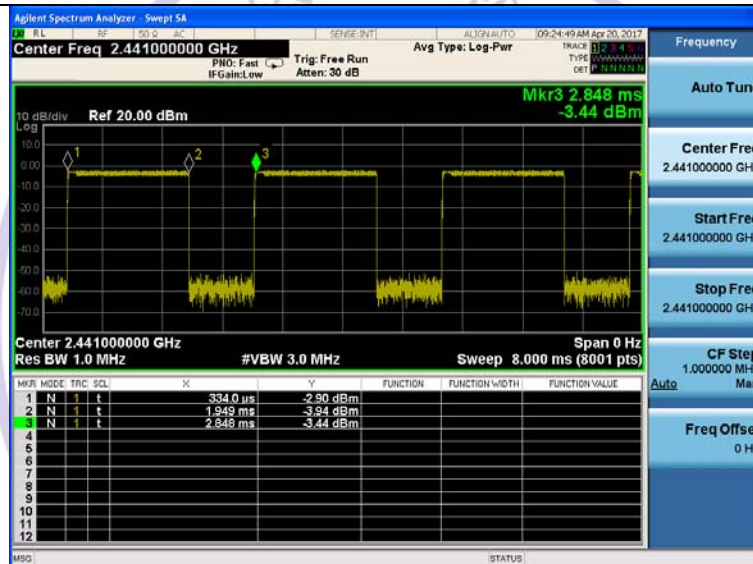 Agilent Spectrum Analyzer - Swept SA
RL RF 50 Ω AC SENSE:INT ALIGN AUTO 09:24:49 AM Apr 20, 2017
Center Freq 2.441000000 GHz
PNO: Fast
IFGain:Low
Trig: Free Run
Atten: 30 dB
Avg Type: Log-Pwr
TRACE 1 2 3 4 5 6
TYPE
DET P N N N N N
Mkr3 2.848 ms
-3.44 dBm
10 dB/div
Log
Ref 20.00 dBm
10.0
0.00
-10.0
-20.0
-30.0
-40.0
-50.0
-60.0
-70.0
1
2
3
Center 2.441000000 GHz Span 0 Hz
Res BW 1.0 MHz #VBW 3.0 MHz Sweep 8.000 ms (8001 pts)
MKR MODE TRC SCL X Y FUNCTION FUNCTION WIDTH FUNCTION VALUE
1 N 1 t 334.0 us -2.90 dBm
2 N 1 t 1.949 ms -3.94 dBm
3 N 1 t 2.848 ms -3.44 dBm
4
5
6
7
8
9
10
11
12
MSG STATUS
Frequency
Auto Tun
Center Fre
2.441000000 GH
Start Fre
2.441000000 GH
Stop Fre
2.441000000 GH
CF Step
1.000000 MH
Auto Ma
Freq Offse
0 H